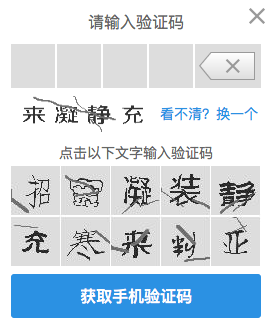 请输入验证码
来凝静充 看不清？换一个
点击以下文字输入验证码
招 凝 装 静
充 寒 来 判 亚
获取手机验证码